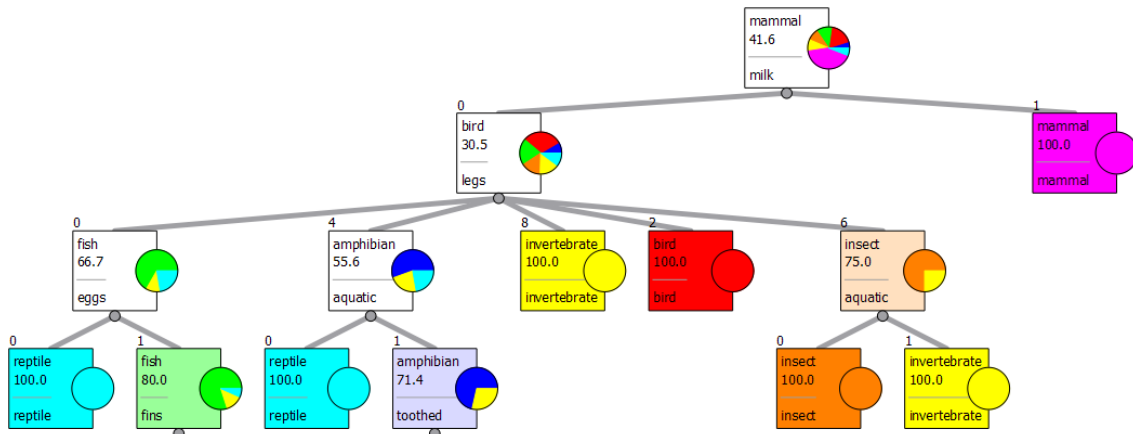 mammal
41.6
milk
0
1
bird
30.5
legs
mammal
100.0
mammal
0
4
8
2
6
fish
66.7
eggs
amphibian
55.6
aquatic
invertebrate
100.0
invertebrate
bird
100.0
bird
insect
75.0
aquatic
0
1
0
1
0
1
reptile
100.0
reptile
fish
80.0
fins
reptile
100.0
reptile
amphibian
71.4
toothed
insect
100.0
insect
invertebrate
100.0
invertebrate